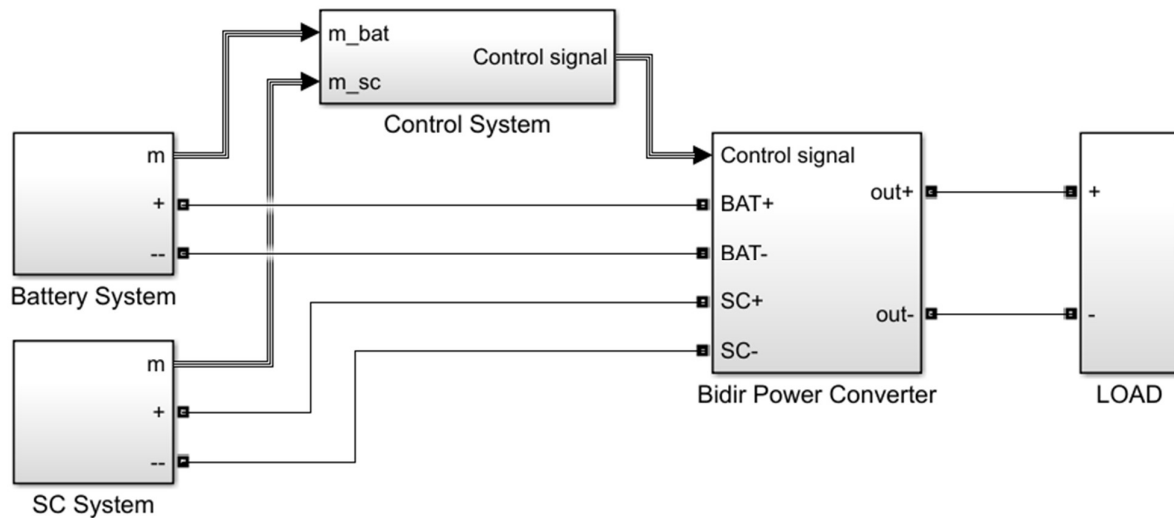 m_bat
m_sc
Control signal
Control System
m
+
--
Battery System
m
+
--
SC System
Control signal
BAT+
BAT-
SC+
SC-
out+
out-
Bidir Power Converter
+
-
LOAD